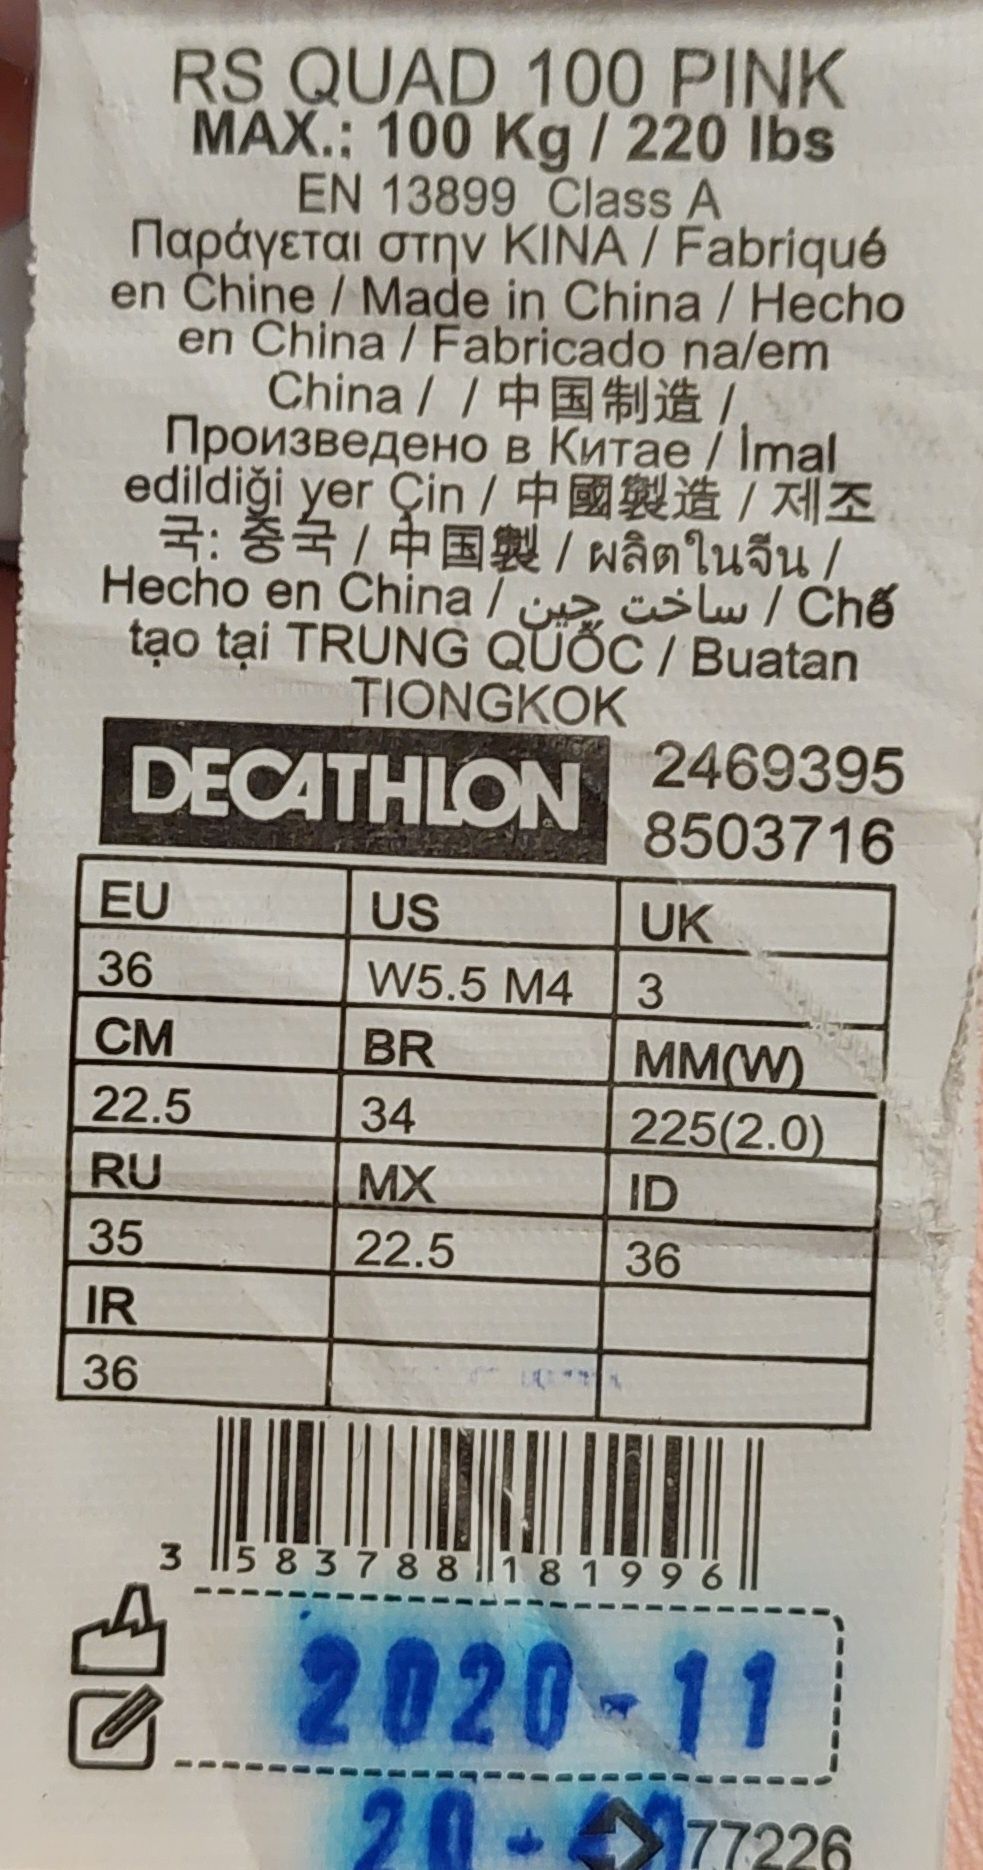 RS QUAD 100 PINK
MAX.: 100 Kg / 220 lbs
EN 13899 Class A
Παράγεται στην ΚΙΝΑ / Fabriqué
en Chine / Made in China / Hecho
en China / Fabricado na/em
China / / 中国制造 /
Произведено в Китае / İmal
edildiği yer Çin / 中國製造 / 제조
국: 중국 / 中国製 / ผลิตในจีน /
Hecho en China / ساخت چین / Chế
tạo tại TRUNG QUỐC / Buatan
TIONGKOK
DECATHLON 2469395
8503716
EU US UK
36 W5.5 M4 3
CM BR MM(W)
22.5 34 225(2.0)
RU MX ID
35 22.5 36
IR
36
3 583788 181996
2020-11
77226